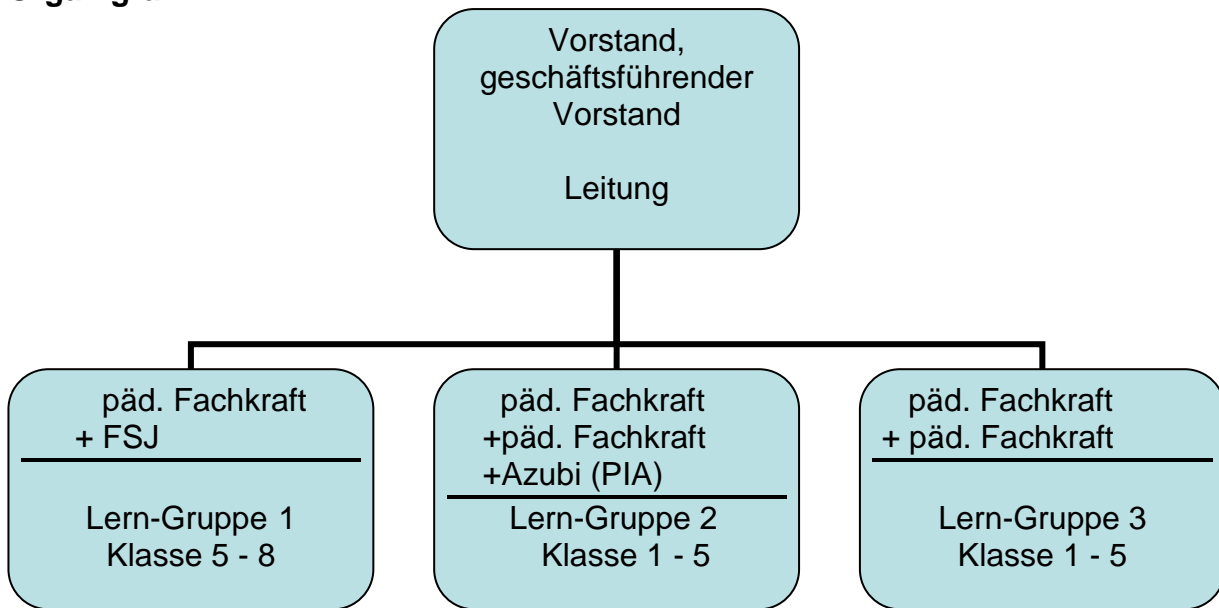 Vorstand,
geschäftsführender
Vorstand
Leitung
päd. Fachkraft
+ FSJ
Lern-Gruppe 1
Klasse 5 - 8
päd. Fachkraft
+päd. Fachkraft
+Azubi (PIA)
Lern-Gruppe 2
Klasse 1 - 5
päd. Fachkraft
+ päd. Fachkraft
Lern-Gruppe 3
Klasse 1 - 5